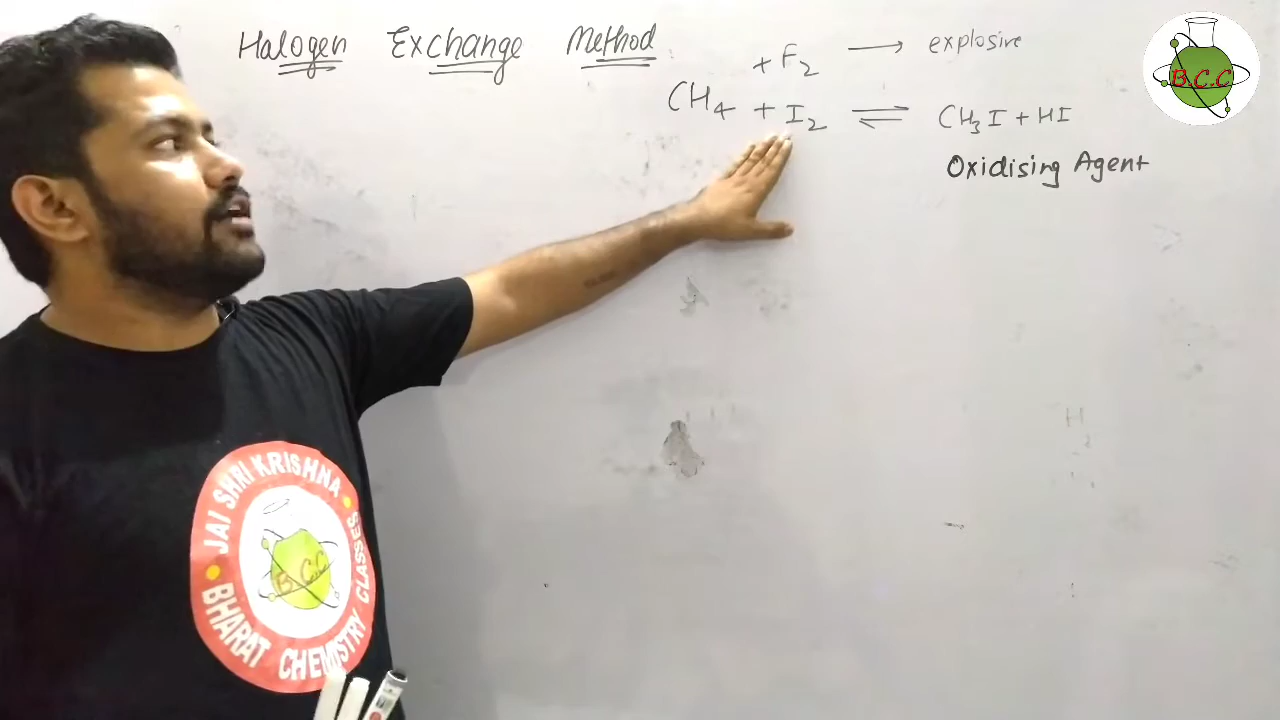 Halogen Exchange Method
+ F2 ⟶ explosive
CH4 + I2 ⇌ CH3I + HI
Oxidising Agent
B.C.C
JAI SHRI KRISHNA
B.C.C
BHARAT CHEMISTRY CLASSES